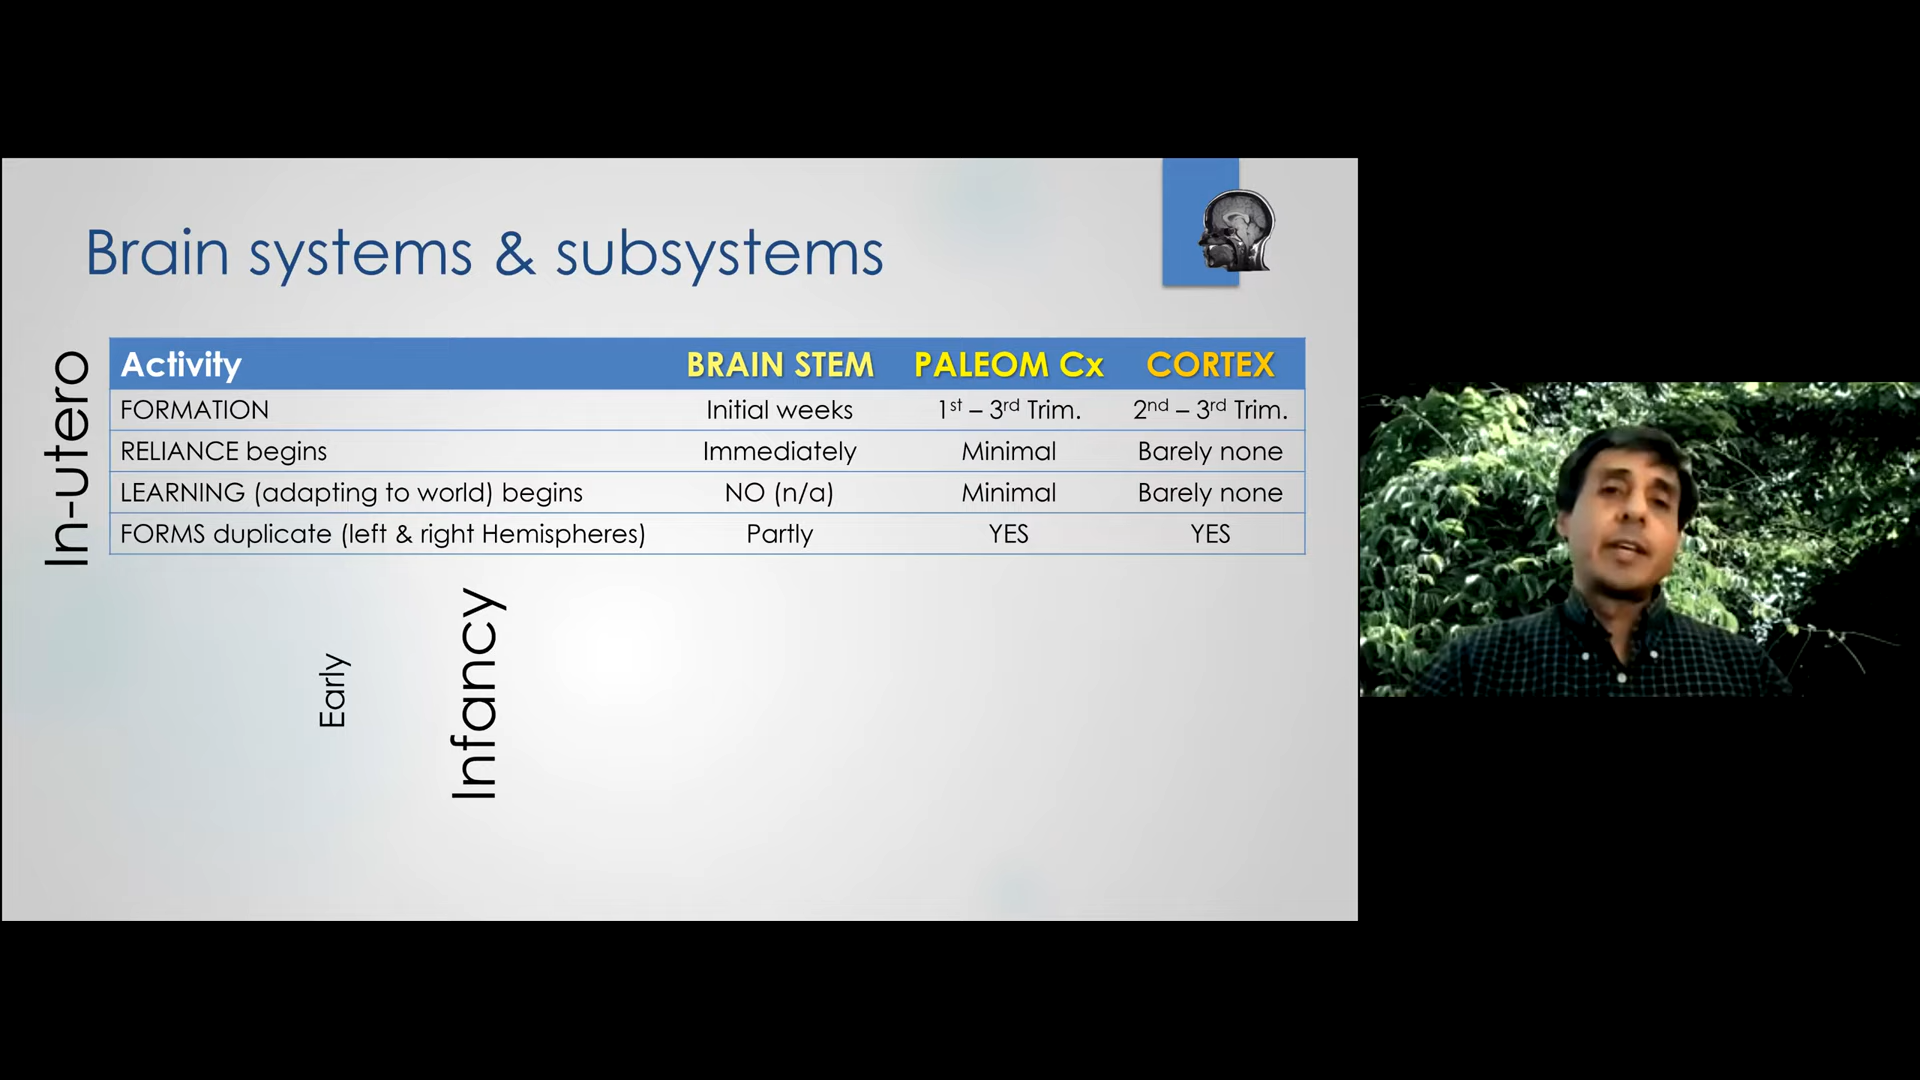 Brain systems & subsystems
In-utero
Activity BRAIN STEM PALEOM Cx CORTEX
FORMATION Initial weeks 1st – 3rd Trim. 2nd – 3rd Trim.
RELIANCE begins Immediately Minimal Barely none
LEARNING (adapting to world) begins NO (n/a) Minimal Barely none
FORMS duplicate (left & right Hemispheres) Partly YES YES
Early
Infancy